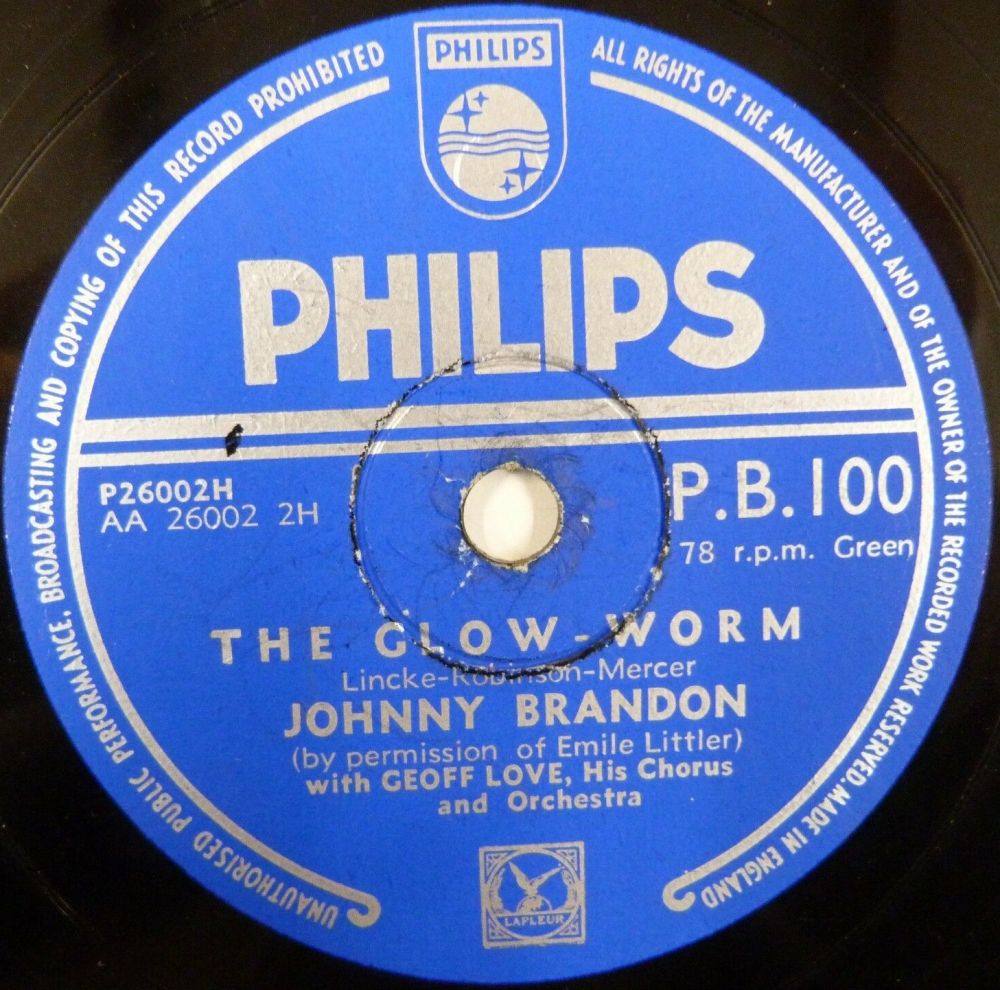 PHILIPS
UNAUTHORISED PUBLIC PERFORMANCE, BROADCASTING AND COPYING OF THIS RECORD PROHIBITED
ALL RIGHTS OF THE MANUFACTURER AND OF THE OWNER OF THE RECORDED WORK RESERVED. MADE IN ENGLAND
PHILIPS
P26002H
AA 26002 2H
P.B.100
78 r.p.m. Green
THE GLOW-WORM
Lincke-Robinson-Mercer
JOHNNY BRANDON
(by permission of Emile Littler)
with GEOFF LOVE, His Chorus
and Orchestra
LAFLEUR